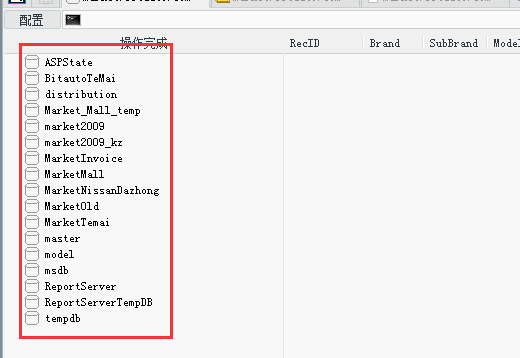 配置
操作完成 RecID Brand SubBrand Model
ASPState
BitautoTeMai
distribution
Market_Mall_temp
market2009
market2009_kz
MarketInvoice
MarketMall
MarketNissanDazhong
MarketOld
MarketTemai
master
model
msdb
ReportServer
ReportServerTempDB
tempdb